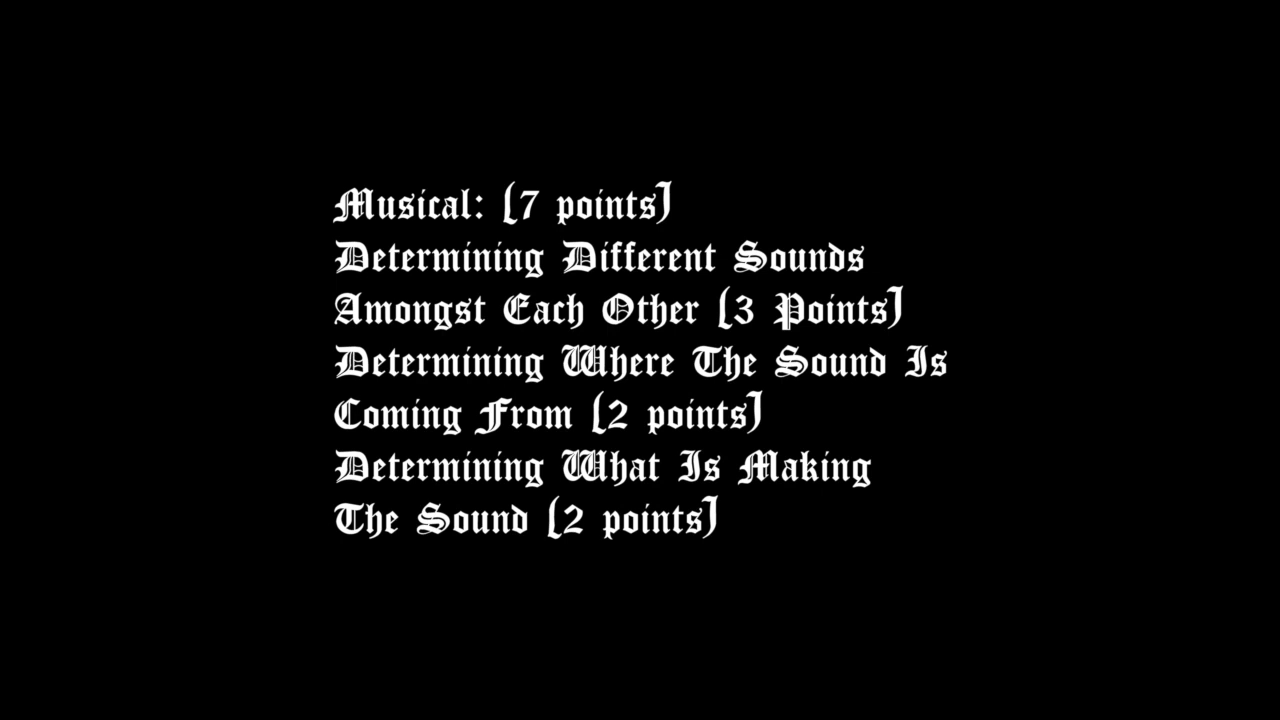 Musical: (7 points)
Determining Different Sounds
Amongst Each Other (3 Points)
Determining Where The Sound Is
Coming From (2 points)
Determining What Is Making
The Sound (2 points)